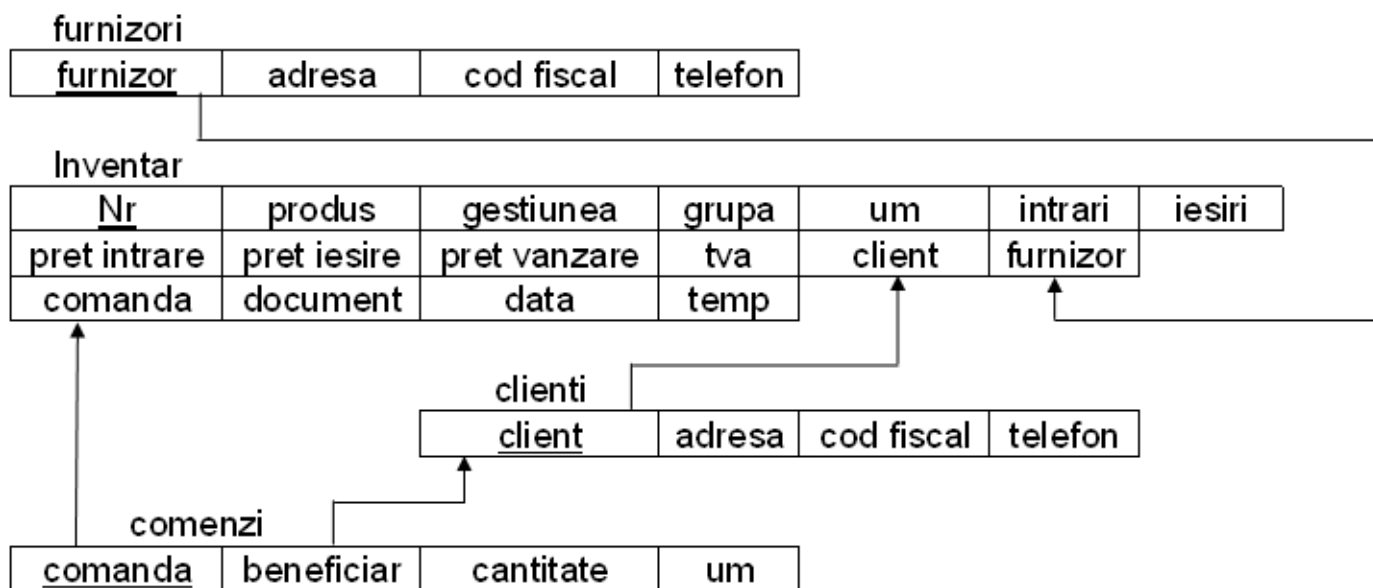 furnizori
furnizor adresa cod fiscal telefon
Inventar
Nr produs gestiunea grupa um intrari iesiri
pret intrare pret iesire pret vanzare tva client furnizor
comanda document data temp
clienti
client adresa cod fiscal telefon
comenzi
comanda beneficiar cantitate um